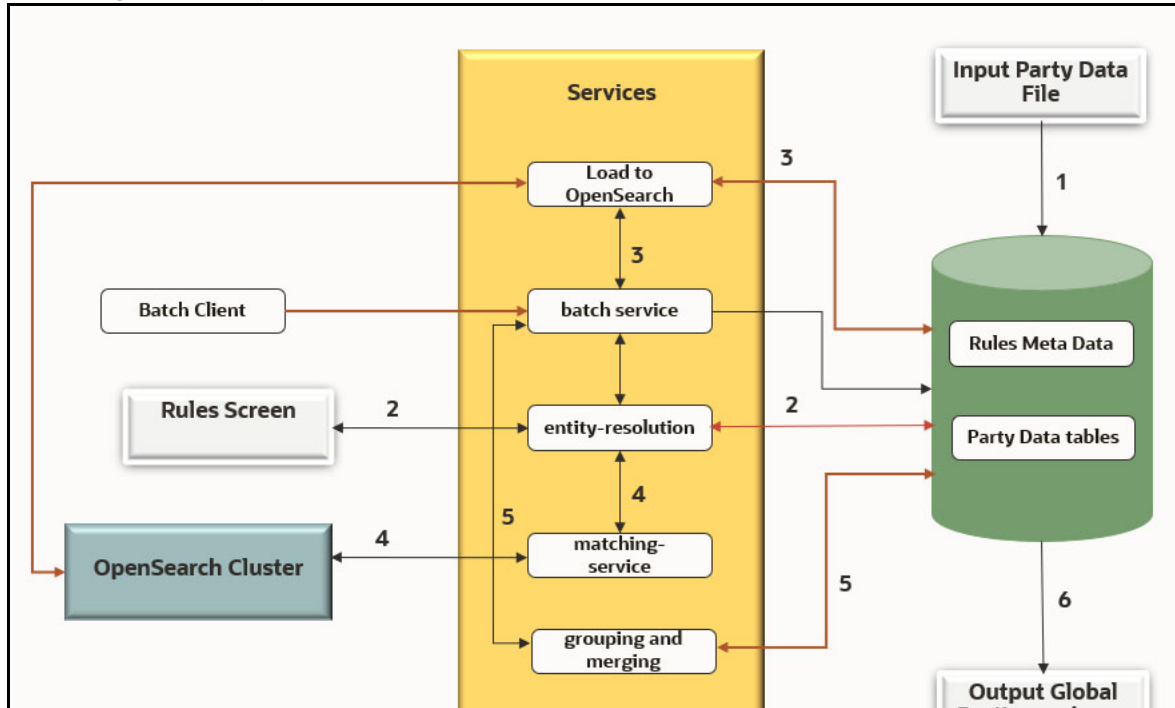 Input Party Data
File
Services
3
1
Load to
OpenSearch
3
Batch Client
batch service
Rules Meta Data
Rules Screen
2
entity-resolution
2
Party Data tables
4
5
OpenSearch Cluster
4
matching-
service
5
6
grouping and
merging
Output Global